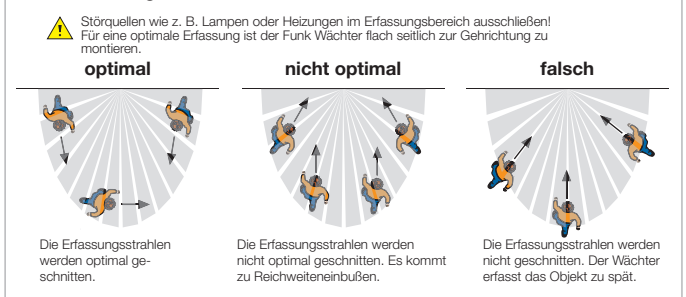 Störquellen wie z. B. Lampen oder Heizungen im Erfassungsbereich ausschließen!
Für eine optimale Erfassung ist der Funk Wächter flach seitlich zur Gehrichtung zu
montieren.
optimal
nicht optimal
falsch
Die Erfassungsstrahlen
werden optimal ge-
schnitten.
Die Erfassungsstrahlen werden
nicht optimal geschnitten. Es kommt
zu Reichweiteneinbußen.
Die Erfassungsstrahlen werden
nicht geschnitten. Der Wächter
erfasst das Objekt zu spät.